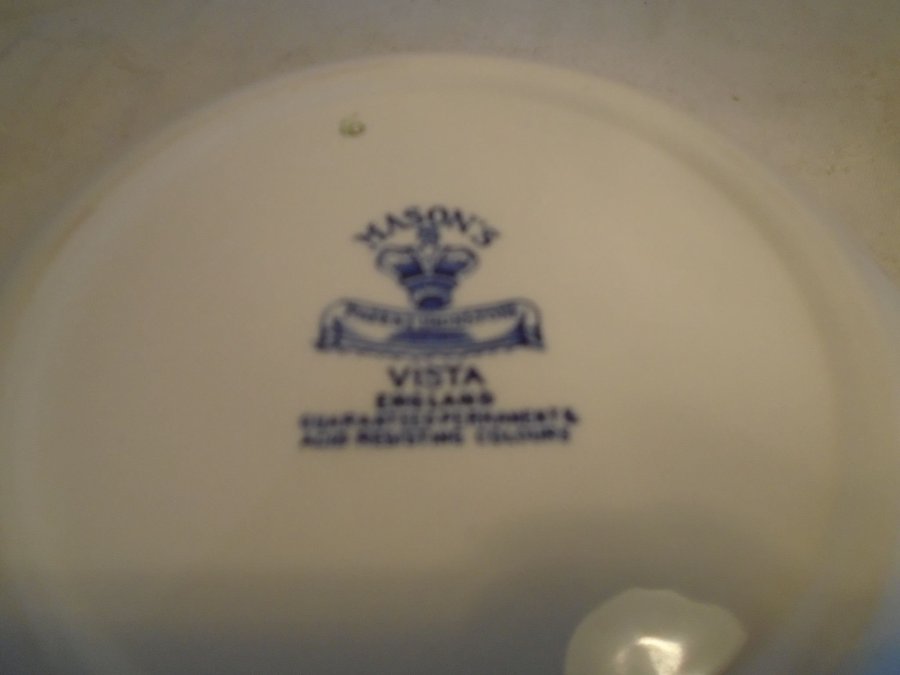 MASON'S
VISTA
ENGLAND
GUARANTEED PERMANENT &
ACID RESISTING COLOURS